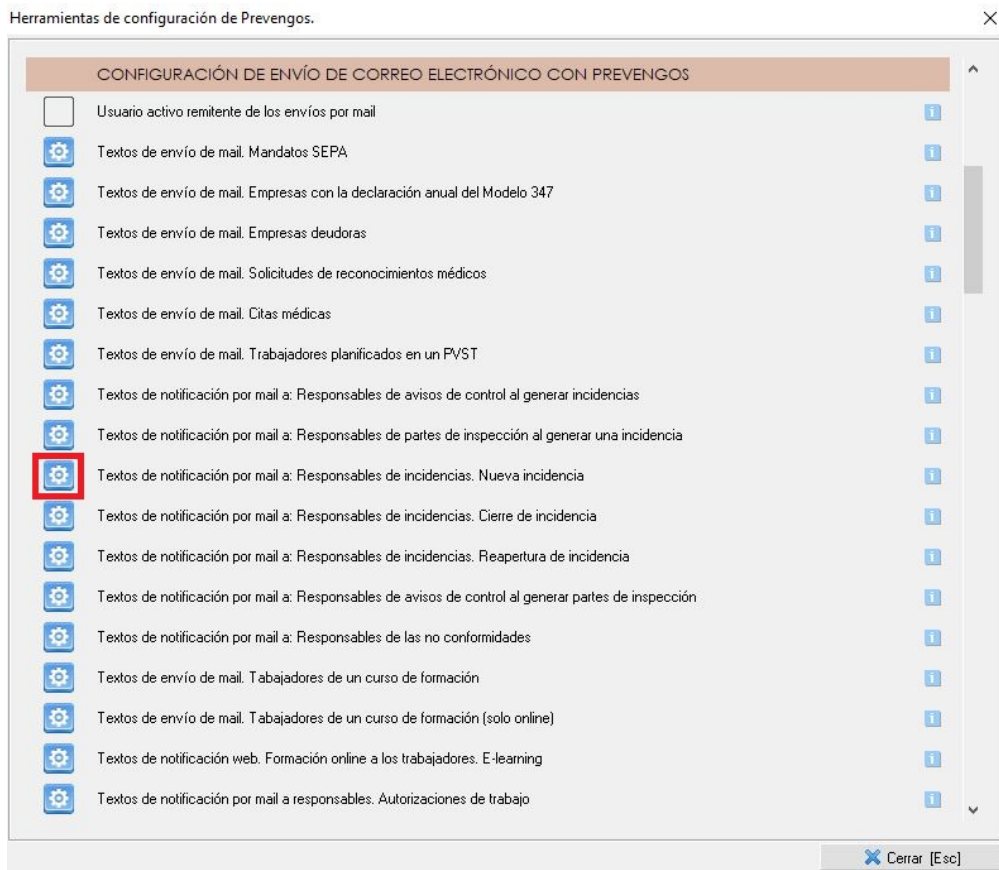 Herramientas de configuración de Prevengos.
CONFIGURACIÓN DE ENVÍO DE CORREO ELECTRÓNICO CON PREVENGOS
Usuario activo remitente de los envíos por mail
Textos de envío de mail. Mandatos SEPA
Textos de envío de mail. Empresas con la declaración anual del Modelo 347
Textos de envío de mail. Empresas deudoras
Textos de envío de mail. Solicitudes de reconocimientos médicos
Textos de envío de mail. Citas médicas
Textos de envío de mail. Trabajadores planificados en un PVST
Textos de notificación por mail a: Responsables de avisos de control al generar incidencias
Textos de notificación por mail a: Responsables de partes de inspección al generar una incidencia
Textos de notificación por mail a: Responsables de incidencias. Nueva incidencia
Textos de notificación por mail a: Responsables de incidencias. Cierre de incidencia
Textos de notificación por mail a: Responsables de incidencias. Reapertura de incidencia
Textos de notificación por mail a: Responsables de avisos de control al generar partes de inspección
Textos de notificación por mail a: Responsables de las no conformidades
Textos de envío de mail. Tabajadores de un curso de formación
Textos de envío de mail. Tabajadores de un curso de formación (solo online)
Textos de notificación web. Formación online a los trabajadores. E-learning
Textos de notificación por mail a responsables. Autorizaciones de trabajo
Cerrar [Esc]